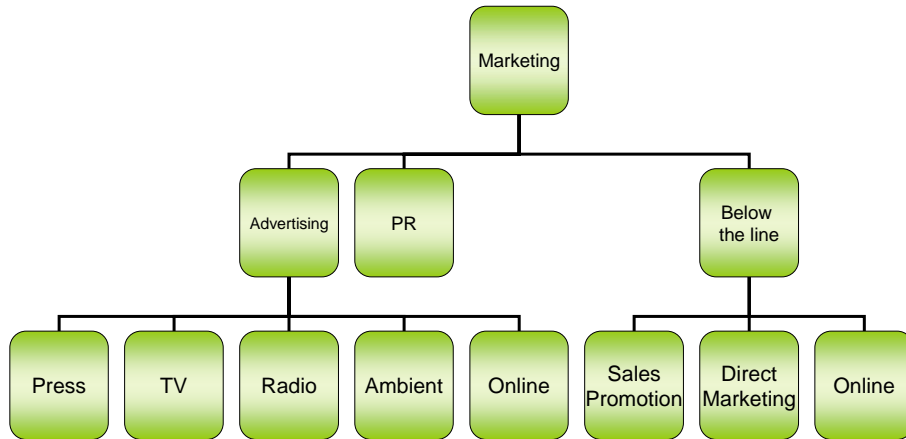 Marketing
Advertising
PR
Below
the line
Press
TV
Radio
Ambient
Online
Sales
Promotion
Direct
Marketing
Online